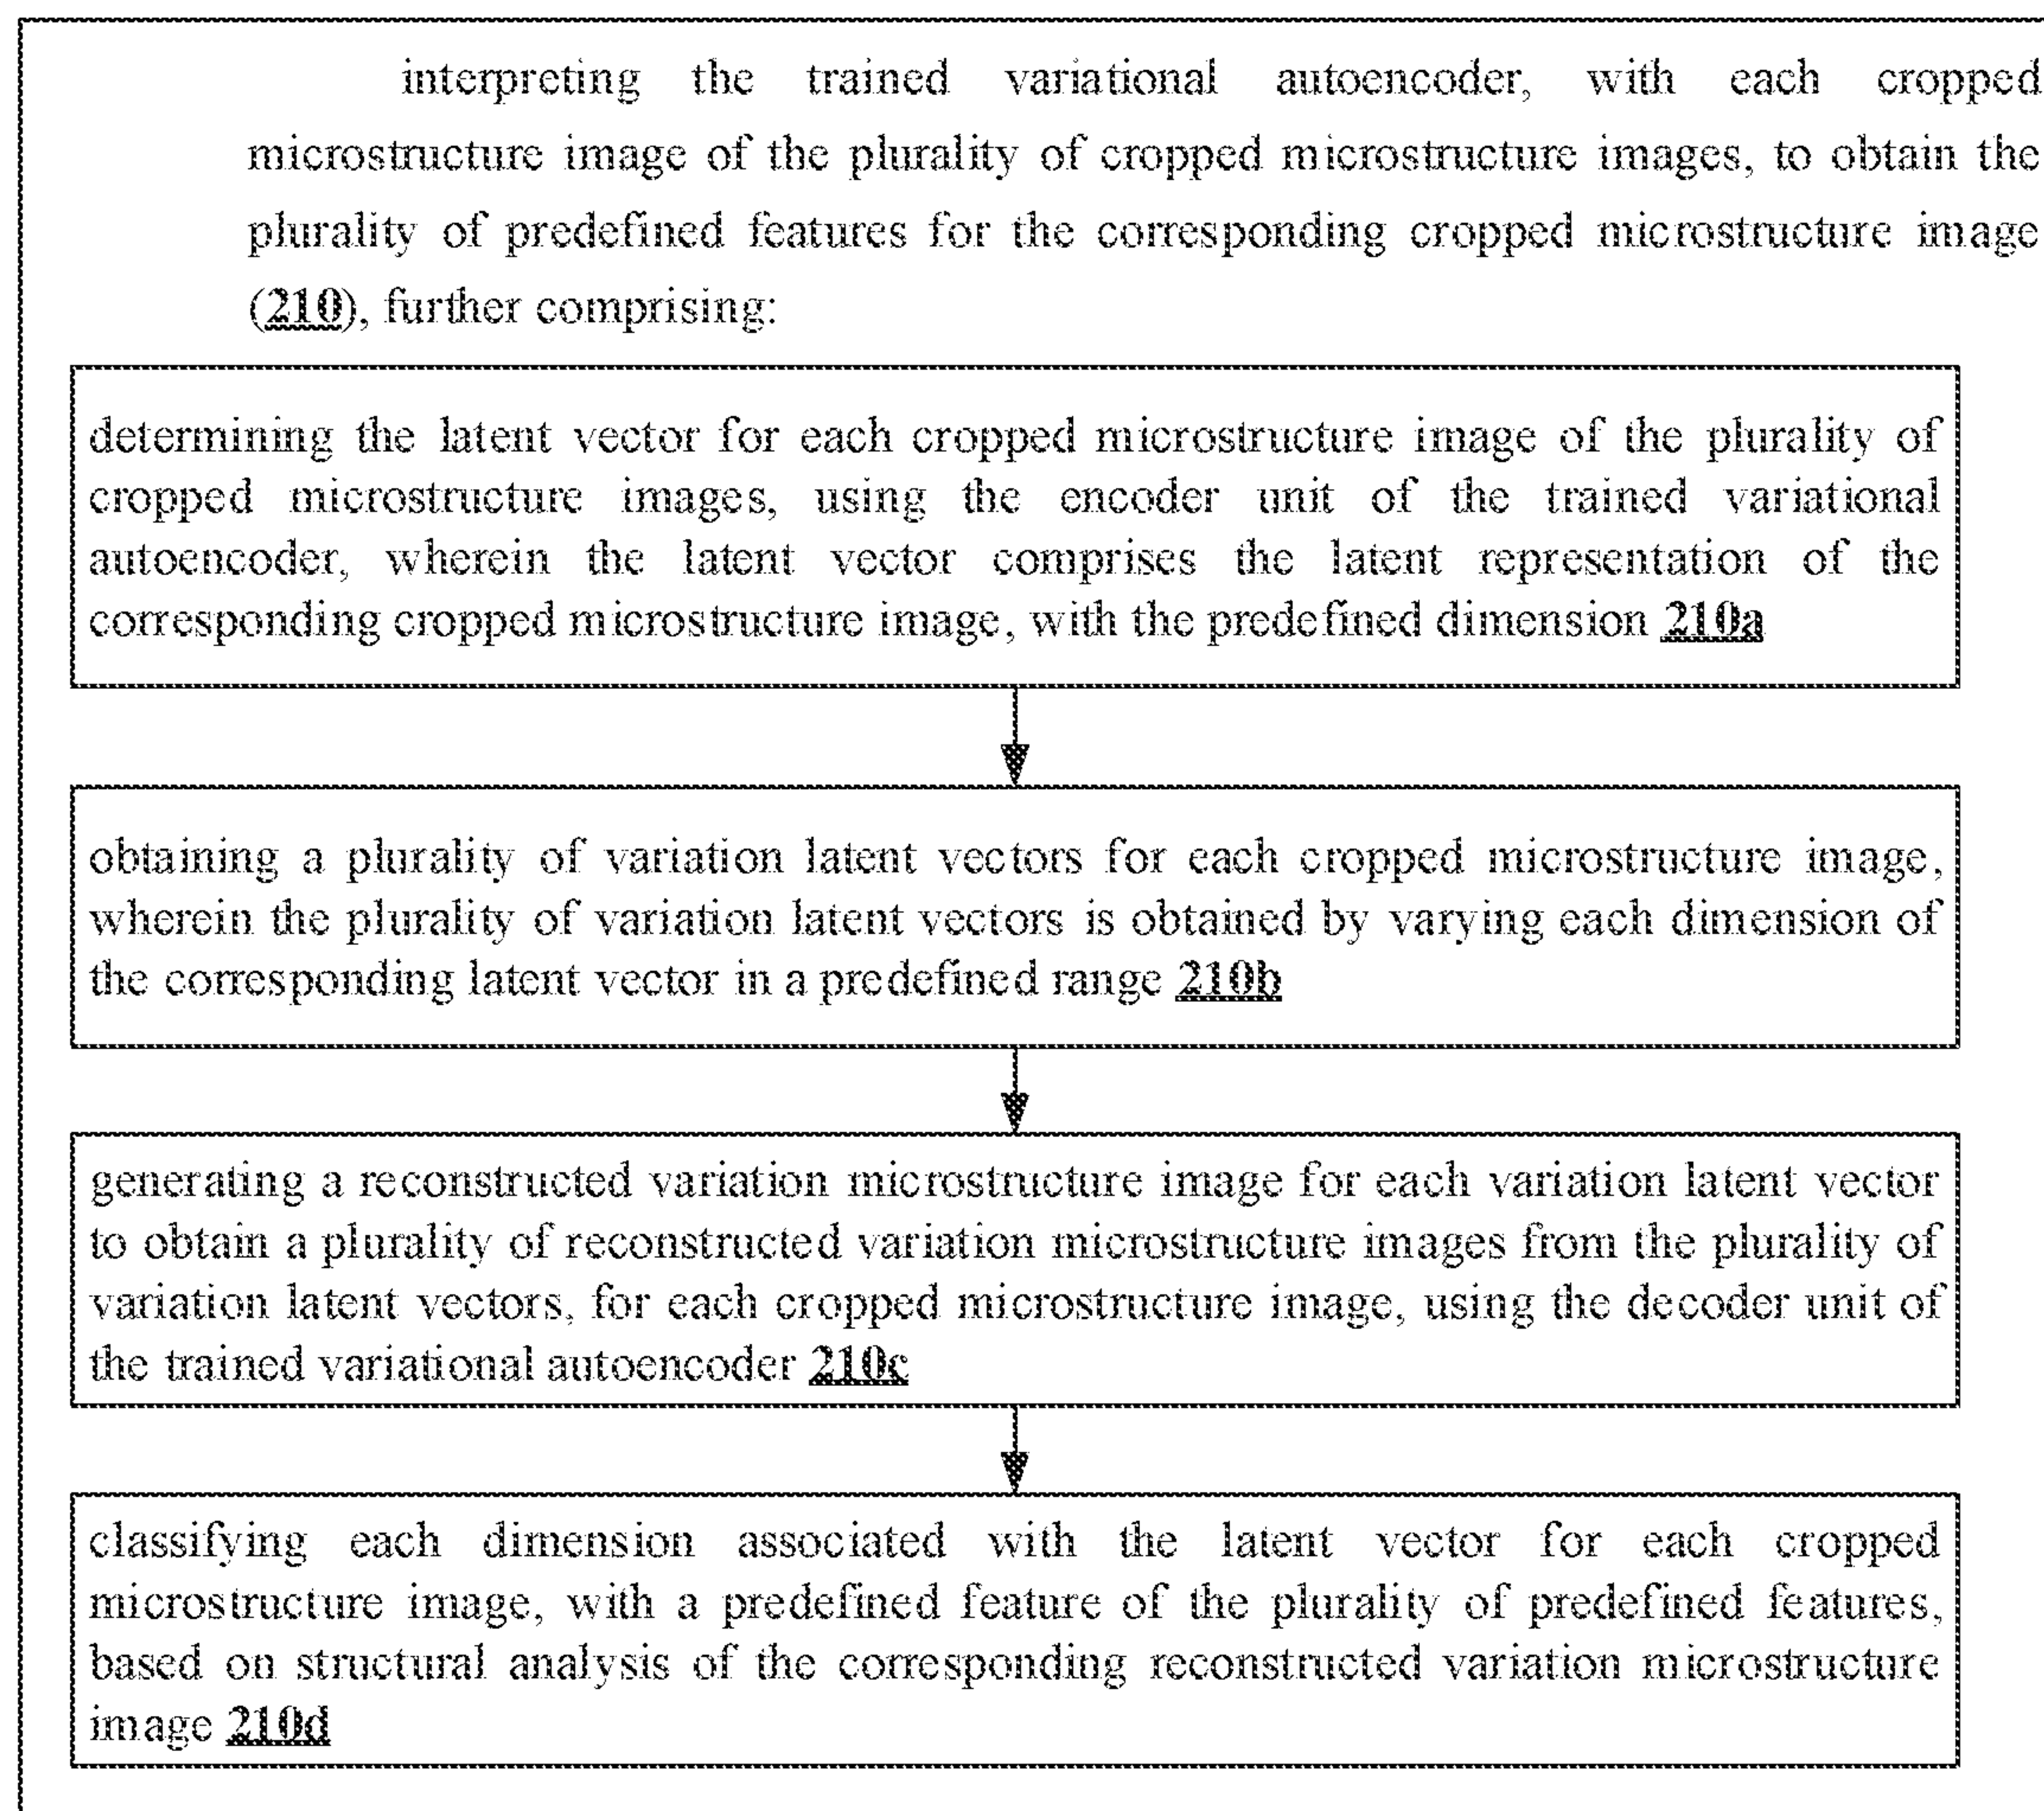 interpreting the trained variational autoencoder, with each cropped
microstructure image of the plurality of cropped microstructure images, to obtain the
plurality of predefined features for the corresponding cropped microstructure image
(210), further comprising:
determining the latent vector for each cropped microstructure image of the plurality of
cropped microstructure images, using the encoder unit of the trained variational
autoencoder, wherein the latent vector comprises the latent representation of the
corresponding cropped microstructure image, with the predefined dimension 210a
obtaining a plurality of variation latent vectors for each cropped microstructure image,
wherein the plurality of variation latent vectors is obtained by varying each dimension of
the corresponding latent vector in a predefined range 210b
generating a reconstructed variation microstructure image for each variation latent vector
to obtain a plurality of reconstructed variation microstructure images from the plurality of
variation latent vectors, for each cropped microstructure image, using the decoder unit of
the trained variational autoencoder 210c
classifying each dimension associated with the latent vector for each cropped
microstructure image, with a predefined feature of the plurality of predefined features,
based on structural analysis of the corresponding reconstructed variation microstructure
image 210d